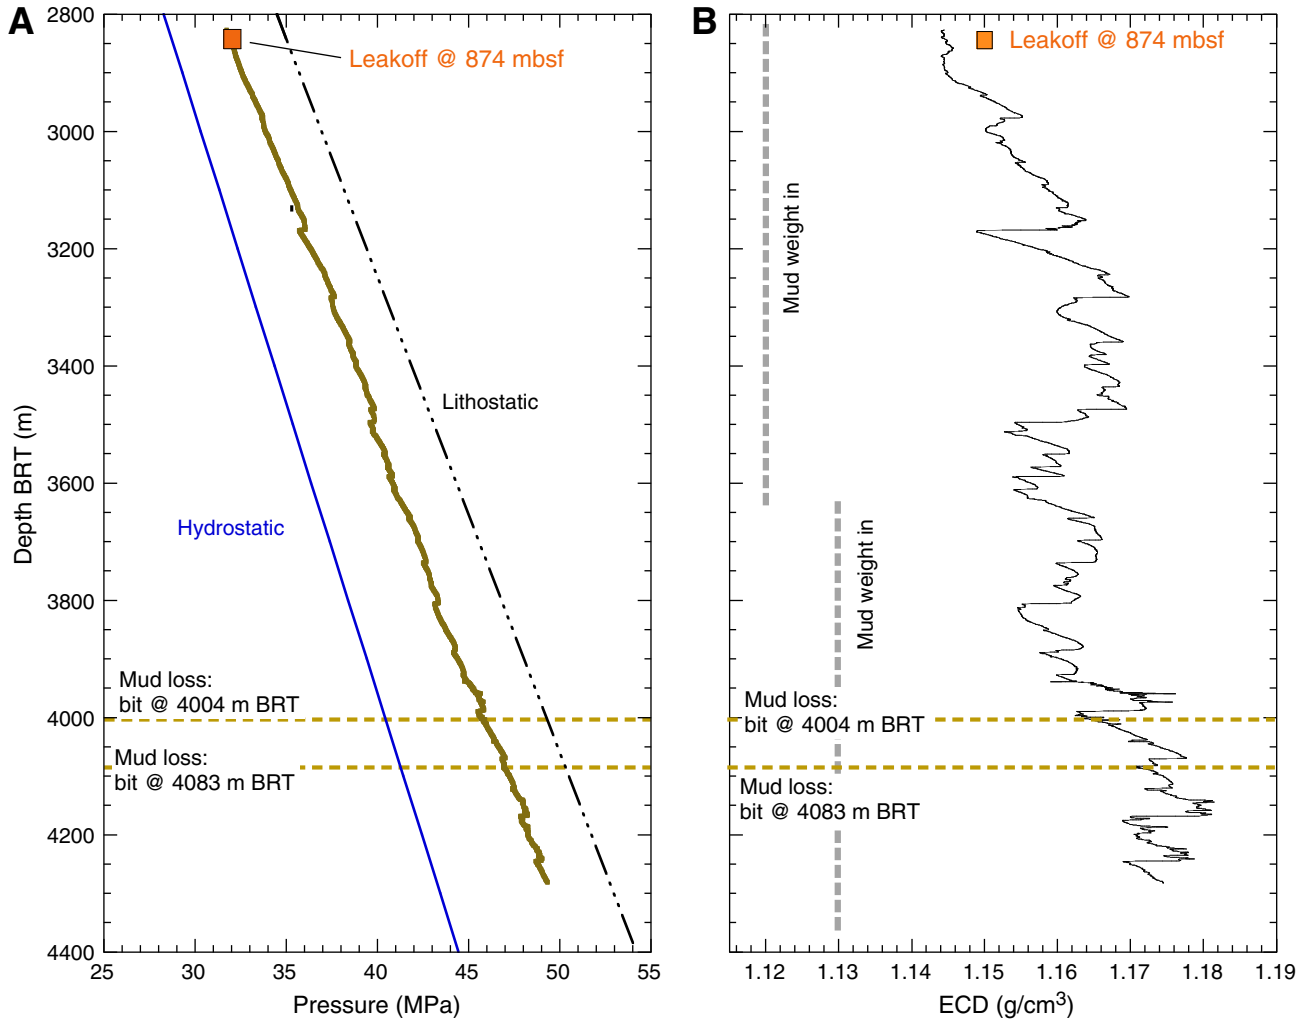 A
2800
3000
3200
3400
3600
3800
4000
4200
4400
Depth BRT (m)
25
30
35
40
45
50
55
Pressure (MPa)
Leakoff @ 874 mbsf
Lithostatic
Hydrostatic
Mud loss:
bit @ 4004 m BRT
Mud loss:
bit @ 4083 m BRT
B
Leakoff @ 874 mbsf
Mud weight in
Mud weight in
Mud loss:
bit @ 4004 m BRT
Mud loss:
bit @ 4083 m BRT
1.12
1.13
1.14
1.15
1.16
1.17
1.18
1.19
ECD (g/cm³)